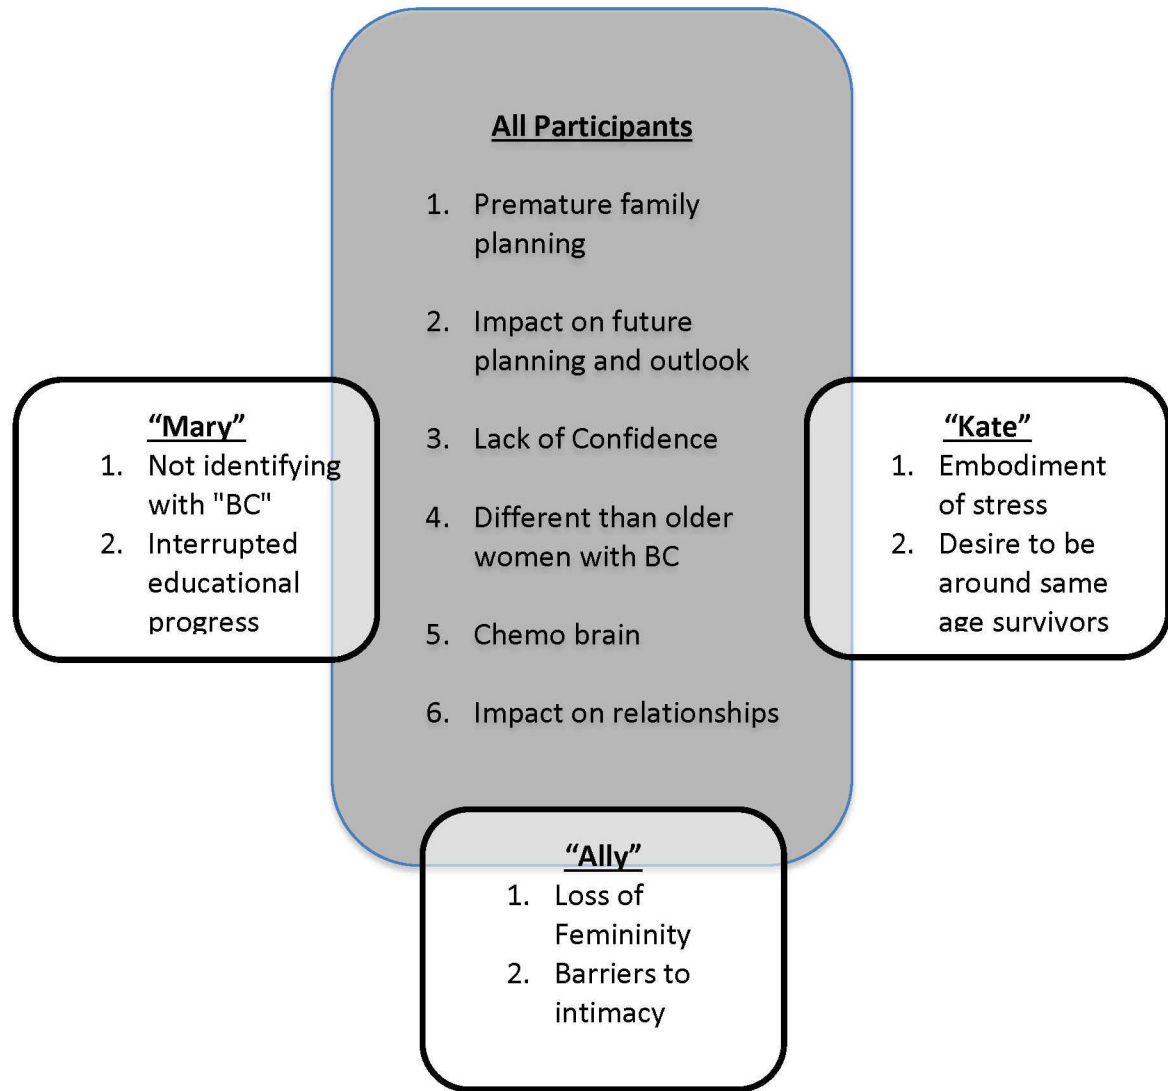 All Participants
1. Premature family
planning
2. Impact on future
planning and outlook
3. Lack of Confidence
4. Different than older
women with BC
5. Chemo brain
6. Impact on relationships
“Mary”
1. Not identifying
with "BC"
2. Interrupted
educational
progress
“Kate”
1. Embodiment
of stress
2. Desire to be
around same
age survivors
“Ally”
1. Loss of
Femininity
2. Barriers to
intimacy